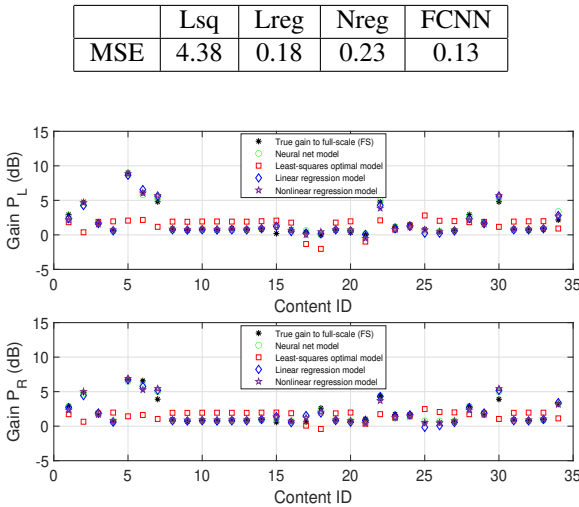 Lsq Lreg Nreg FCNN
MSE 4.38 0.18 0.23 0.13
15
10
5
0
-5
Gain P_L (dB)
True gain to full-scale (FS)
Neural net model
Least-squares optimal model
Linear regression model
Nonlinear regression model
0 5 10 15 20 25 30 35
Content ID
15
10
5
0
-5
Gain P_R (dB)
True gain to full-scale (FS)
Neural net model
Least-squares optimal model
Linear regression model
Nonlinear regression model
0 5 10 15 20 25 30 35
Content ID